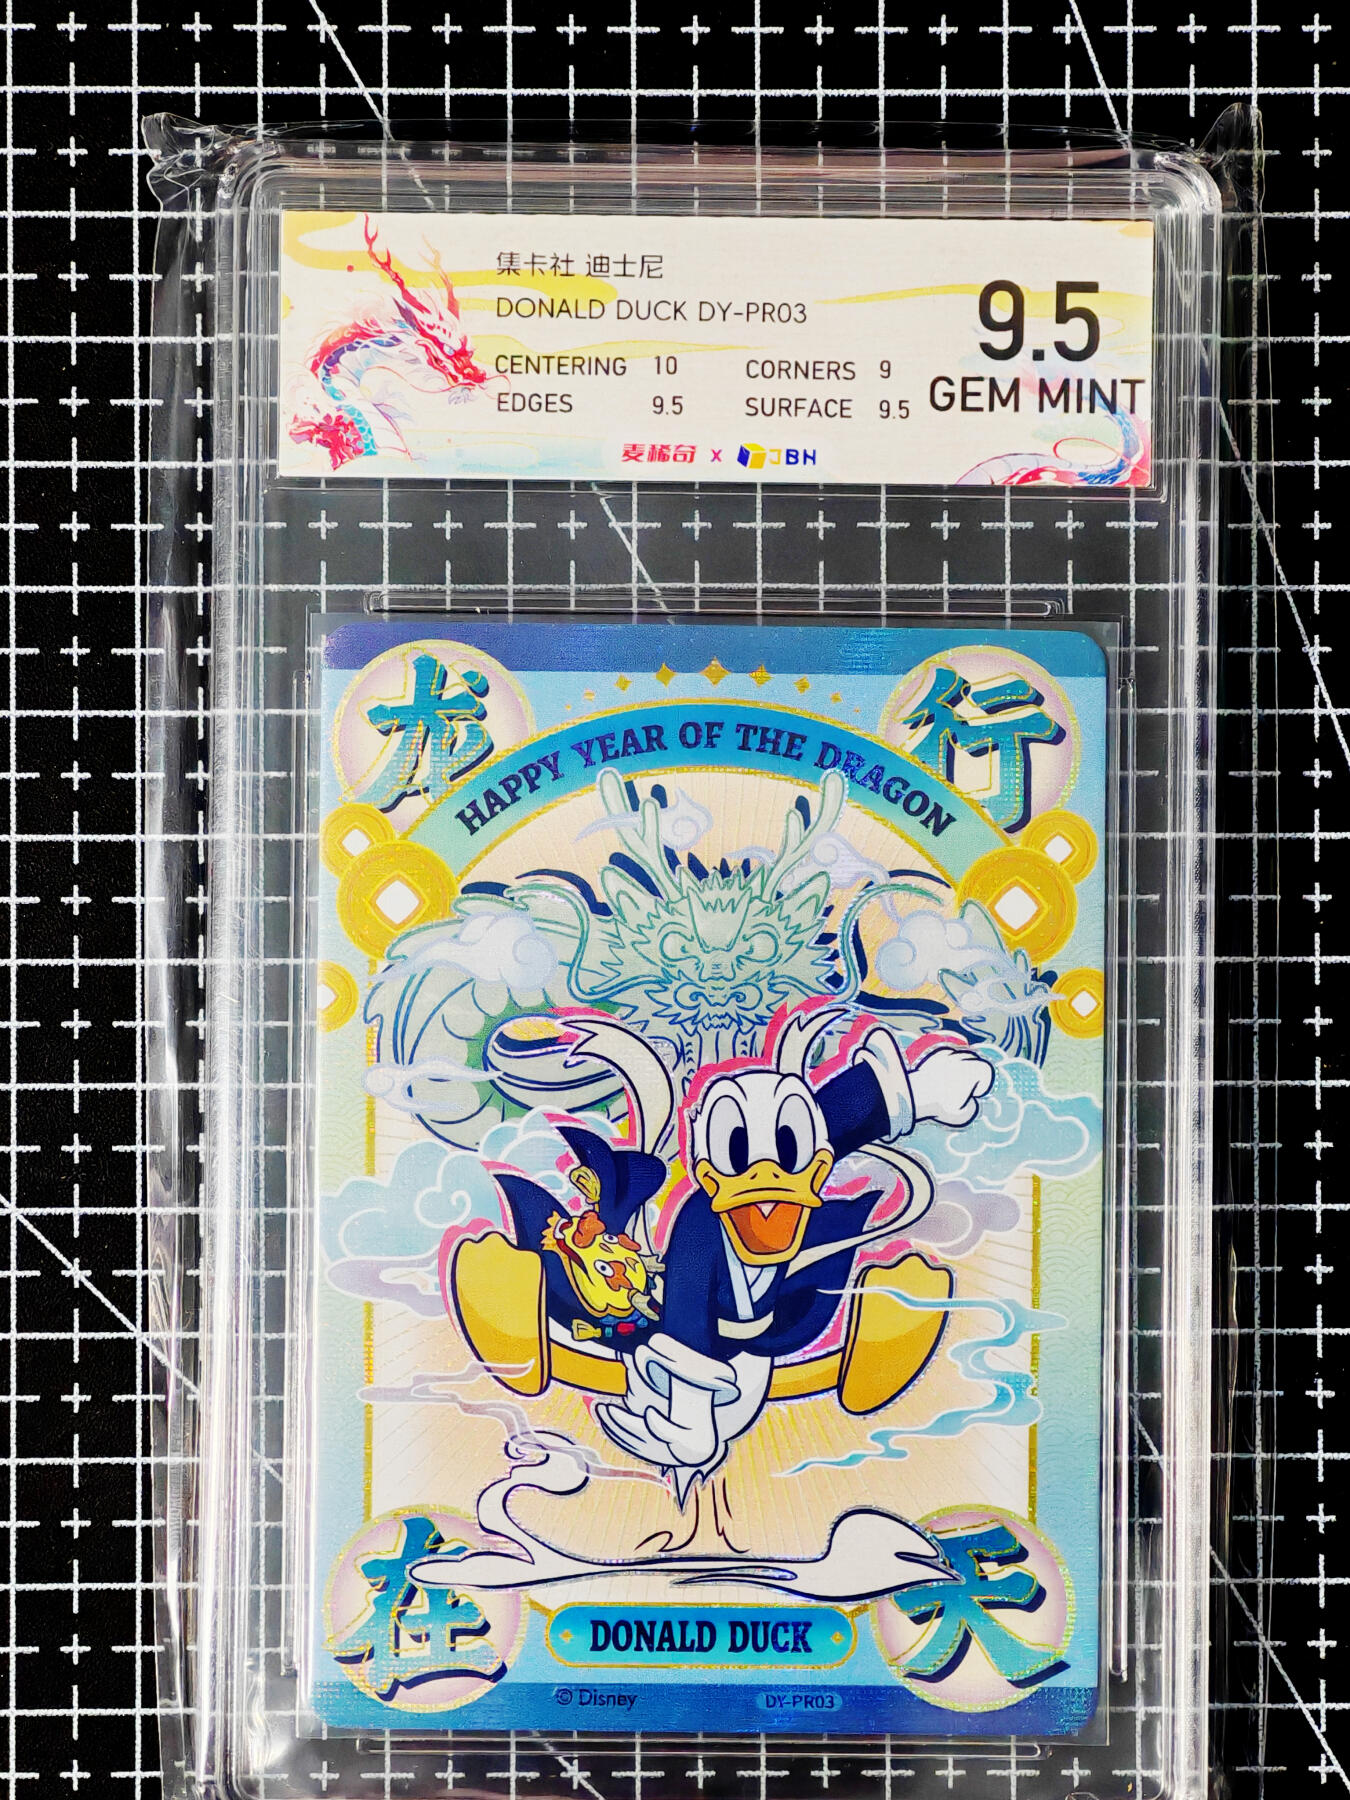 集卡社 迪士尼
DONALD DUCK DY-PR03
CENTERING 10 CORNERS 9
EDGES 9.5 SURFACE 9.5
9.5
GEM MINT
麦稀奇 x JBH
龙 行
HAPPY YEAR OF THE DRAGON
在 天
DONALD DUCK
© Disney DY-PR03